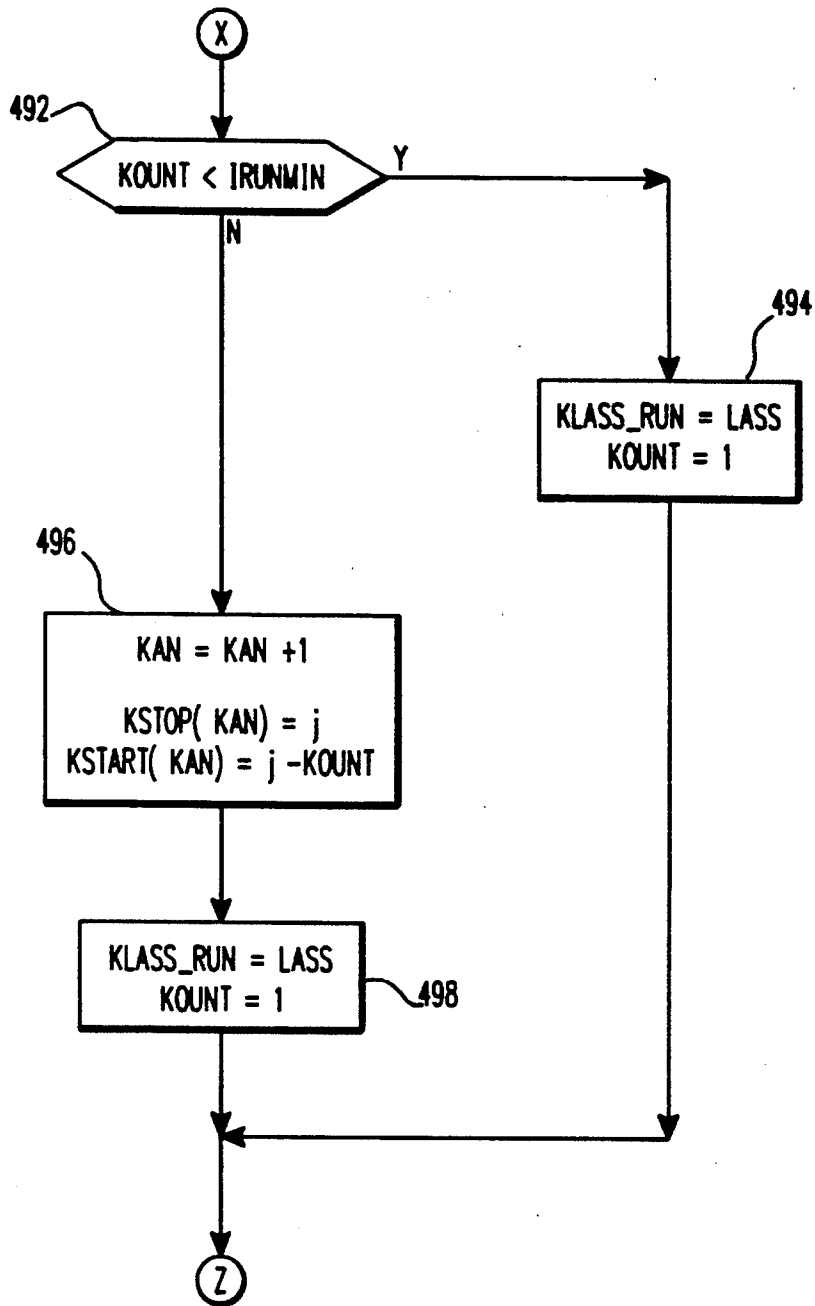 X
492
KOUNT < IRUNMIN
Y
N
494
KLASS_RUN = LASS
KOUNT = 1
496
KAN = KAN +1
KSTOP( KAN) = j
KSTART( KAN) = j -KOUNT
KLASS_RUN = LASS
KOUNT = 1
498
Z